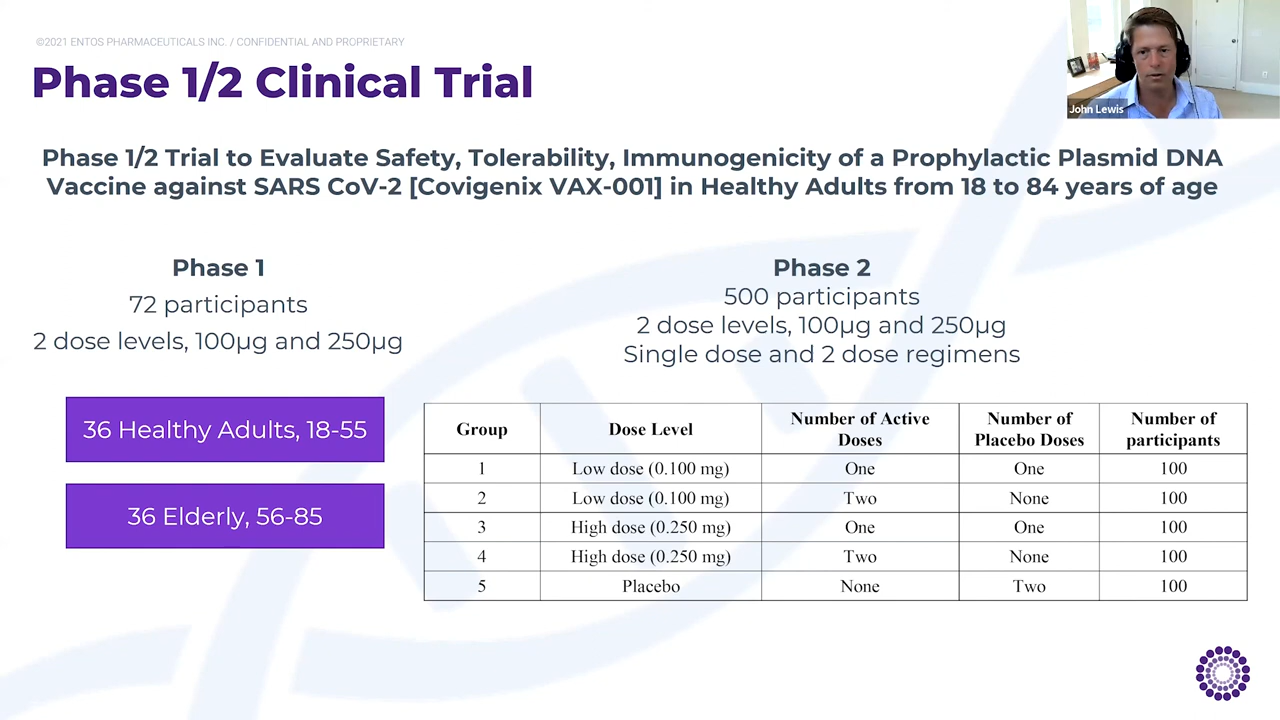 ©2021 ENTOS PHARMACEUTICALS INC. / CONFIDENTIAL AND PROPRIETARY
Phase 1/2 Clinical Trial
John Lewis
Phase 1/2 Trial to Evaluate Safety, Tolerability, Immunogenicity of a Prophylactic Plasmid DNA
Vaccine against SARS CoV-2 [Covigenix VAX-001] in Healthy Adults from 18 to 84 years of age
Phase 1
72 participants
2 dose levels, 100µg and 250µg
36 Healthy Adults, 18-55
36 Elderly, 56-85
Phase 2
500 participants
2 dose levels, 100µg and 250µg
Single dose and 2 dose regimens
Group Dose Level Number of Active Doses Number of Placebo Doses Number of participants
1 Low dose (0.100 mg) One One 100
2 Low dose (0.100 mg) Two None 100
3 High dose (0.250 mg) One One 100
4 High dose (0.250 mg) Two None 100
5 Placebo None Two 100